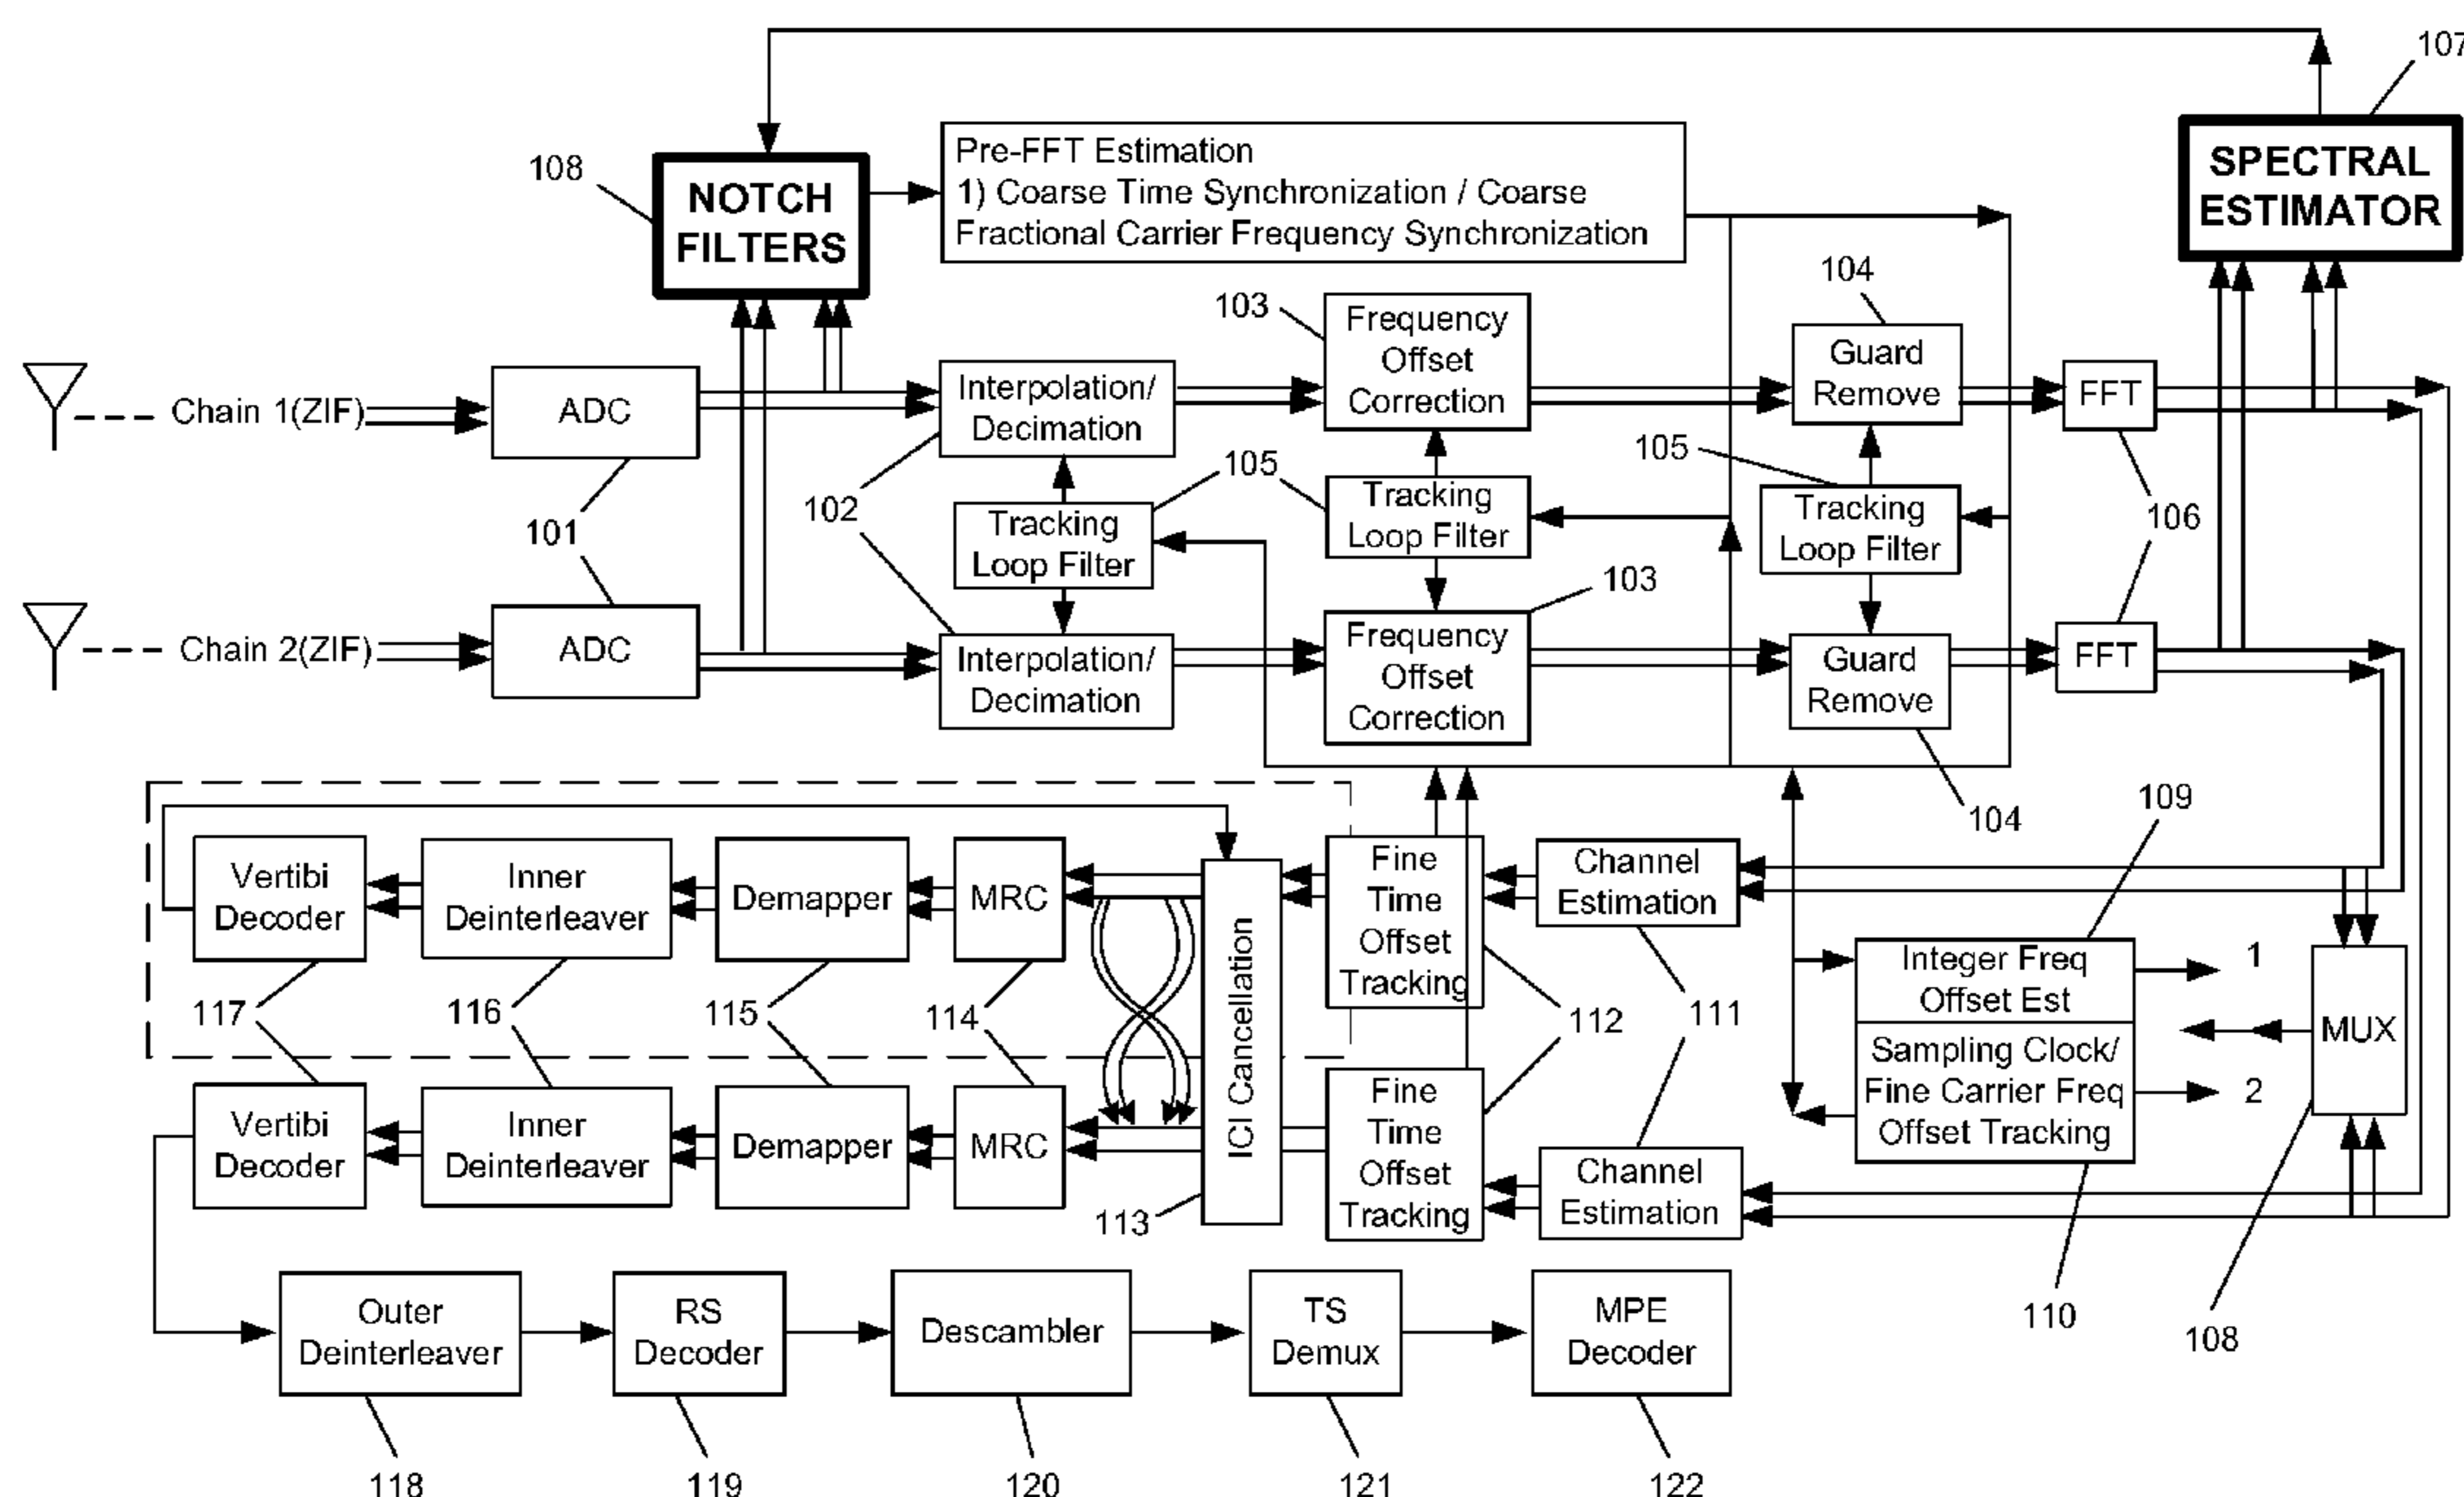 107
108
NOTCH
FILTERS
Pre-FFT Estimation
1) Coarse Time Synchronization / Coarse
Fractional Carrier Frequency Synchronization
SPECTRAL
ESTIMATOR
104
103
Chain 1(ZIF)
ADC
Interpolation/
Decimation
Frequency
Offset
Correction
Guard
Remove
FFT
105
105
101
102
Tracking
Loop Filter
Tracking
Loop Filter
Tracking
Loop Filter
106
103
Chain 2(ZIF)
ADC
Interpolation/
Decimation
Frequency
Offset
Correction
Guard
Remove
FFT
104
109
Vertibi
Decoder
Inner
Deinterleaver
Demapper
MRC
ICI Cancellation
Fine
Time
Offset
Tracking
Channel
Estimation
Integer Freq
Offset Est
1
117
116
115
114
112
111
MUX
Sampling Clock/
Fine Carrier Freq
Offset Tracking
2
Vertibi
Decoder
Inner
Deinterleaver
Demapper
MRC
Fine
Time
Offset
Tracking
Channel
Estimation
113
110
108
Outer
Deinterleaver
RS
Decoder
Descambler
TS
Demux
MPE
Decoder
118
119
120
121
122